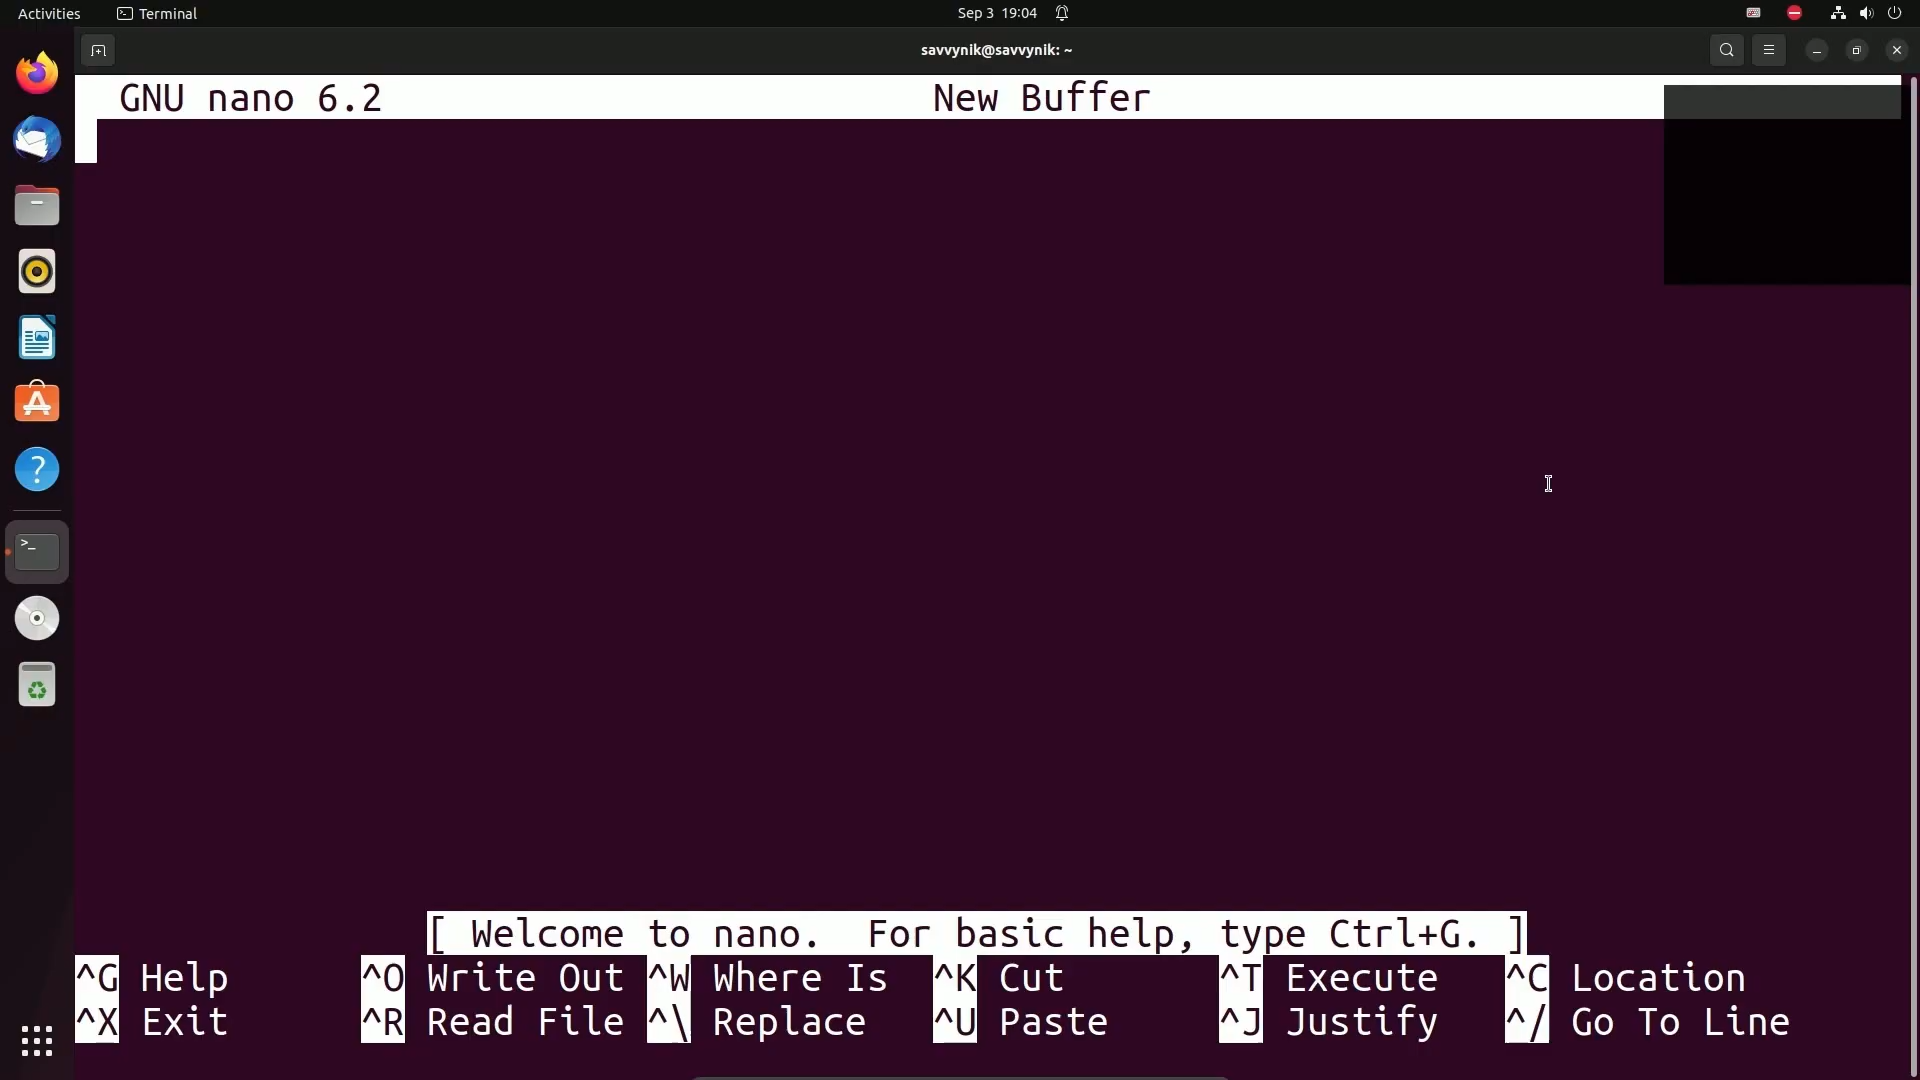 Activities Terminal Sep 3 19:04
savvynik@savvynik: ~
GNU nano 6.2 New Buffer
[ Welcome to nano.  For basic help, type Ctrl+G. ]
^G Help ^O Write Out ^W Where Is ^K Cut ^T Execute ^C Location
^X Exit ^R Read File ^\ Replace ^U Paste ^J Justify ^/ Go To Line